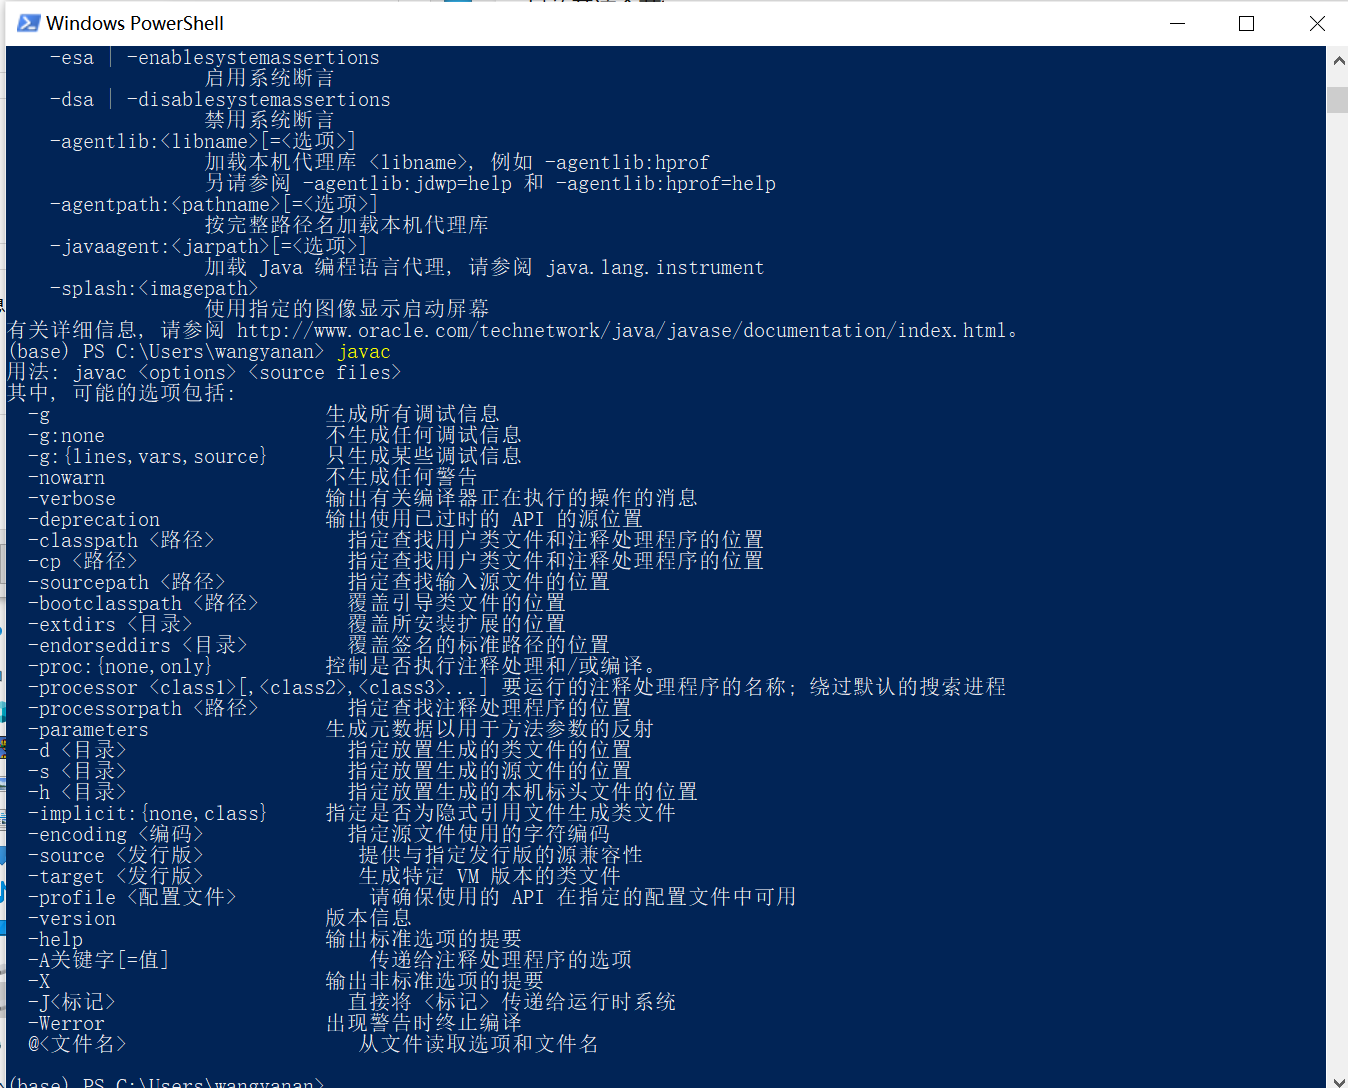 Windows PowerShell
-esa | -enablesystemassertions
启用系统断言
-dsa | -disablesystemassertions
禁用系统断言
-agentlib:<libname>[=<选项>]
加载本机代理库 <libname>, 例如 -agentlib:hprof
另请参阅 -agentlib:jdwp=help 和 -agentlib:hprof=help
-agentpath:<pathname>[=<选项>]
按完整路径名加载本机代理库
-javaagent:<jarpath>[=<选项>]
加载 Java 编程语言代理, 请参阅 java.lang.instrument
-splash:<imagepath>
使用指定的图像显示启动屏幕
有关详细信息, 请参阅 http://www.oracle.com/technetwork/java/javase/documentation/index.html。
(base) PS C:\Users\wangyanan> javac
用法: javac <options> <source files>
其中, 可能的选项包括:
-g 生成所有调试信息
-g:none 不生成任何调试信息
-g:{lines,vars,source} 只生成某些调试信息
-nowarn 不生成任何警告
-verbose 输出有关编译器正在执行的操作的消息
-deprecation 输出使用已过时的 API 的源位置
-classpath <路径> 指定查找用户类文件和注释处理程序的位置
-cp <路径> 指定查找用户类文件和注释处理程序的位置
-sourcepath <路径> 指定查找输入源文件的位置
-bootclasspath <路径> 覆盖引导类文件的位置
-extdirs <目录> 覆盖所安装扩展的位置
-endorseddirs <目录> 覆盖签名的标准路径的位置
-proc:{none,only} 控制是否执行注释处理和/或编译。
-processor <class1>[,<class2>,<class3>...] 要运行的注释处理程序的名称; 绕过默认的搜索进程
-processorpath <路径> 指定查找注释处理程序的位置
-parameters 生成元数据以用于方法参数的反射
-d <目录> 指定放置生成的类文件的位置
-s <目录> 指定放置生成的源文件的位置
-h <目录> 指定放置生成的本机标头文件的位置
-implicit:{none,class} 指定是否为隐式引用文件生成类文件
-encoding <编码> 指定源文件使用的字符编码
-source <发行版> 提供与指定发行版的源兼容性
-target <发行版> 生成特定 VM 版本的类文件
-profile <配置文件> 请确保使用的 API 在指定的配置文件中可用
-version 版本信息
-help 输出标准选项的提要
-A关键字[=值] 传递给注释处理程序的选项
-X 输出非标准选项的提要
-J<标记> 直接将 <标记> 传递给运行时系统
-Werror 出现警告时终止编译
@<文件名> 从文件读取选项和文件名
(base) PS C:\Users\wangyanan>